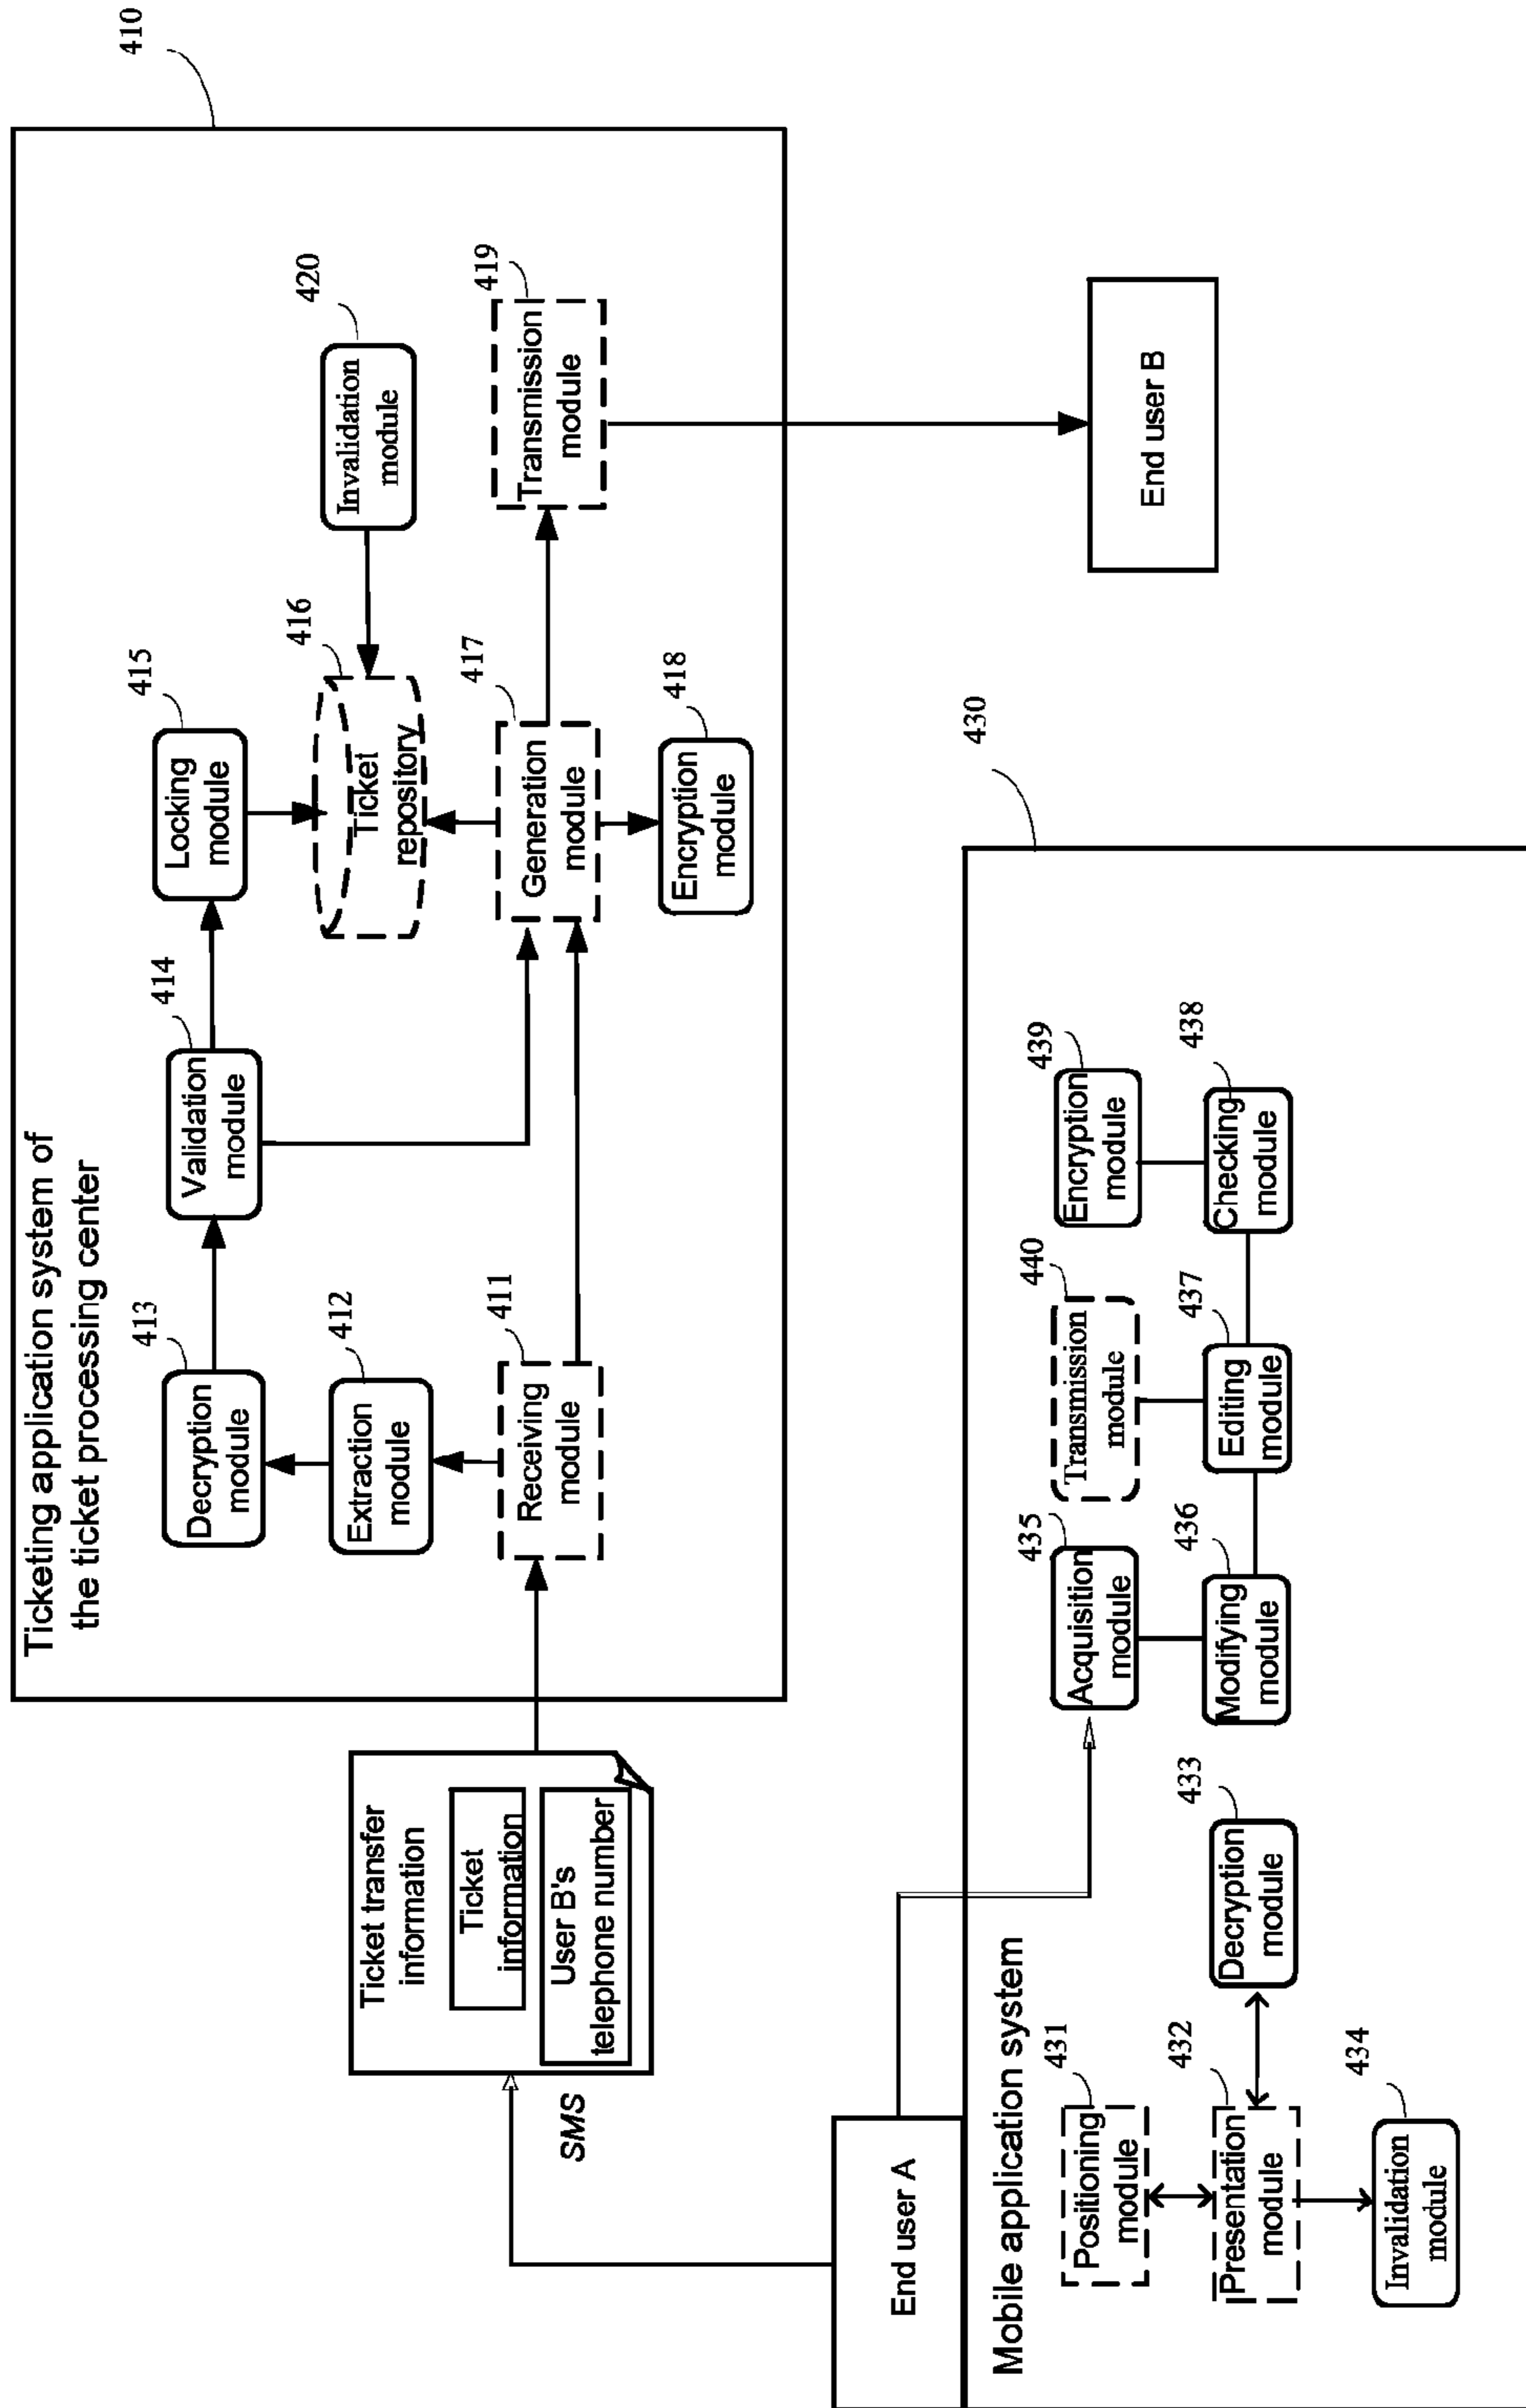 Ticketing application system of
the ticket processing center
410
Decryption
module
413
Validation
module
414
Locking
module
415
Extraction
module
412
Ticket
repository
416
Invalidation
module
420
Receiving
module
411
Generation
module
417
Transmission
module
419
Encryption
module
418
Ticket transfer
information
Ticket
information
User B's
telephone number
SMS
End user A
End user B
Mobile application system
430
Positioning
module
431
Presentation
module
432
Decryption
module
433
Invalidation
module
434
Acquisition
module
435
Modifying
module
436
Transmission
module
440
Editing
module
437
Encryption
module
439
Checking
module
438